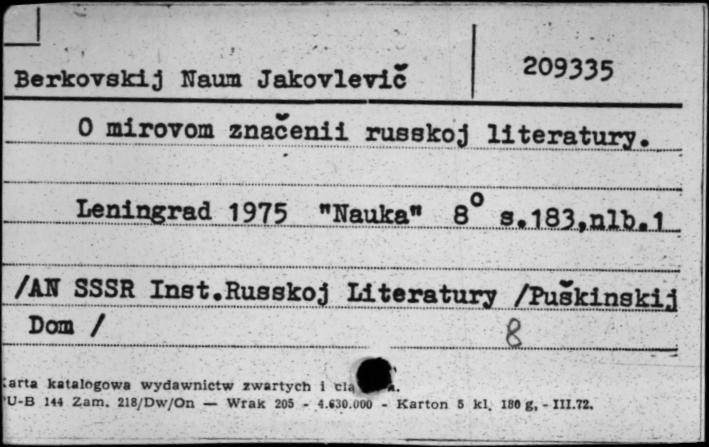 Berkovskij Naum Jakovlevič 209335
O mirovom značenii russkoj literatury.
Leningrad 1975 "Nauka" 8° s.183,nlb.1
/AN SSSR Inst.Russkoj Literatury /Puškinskij
Dom / 8
Karta katalogowa wydawnictw zwartych i
PU-B 144 Zam. 218/Dw/On — Wrak 205 - 4.630.000 - Karton 5 kl. 180 g, - III.72.